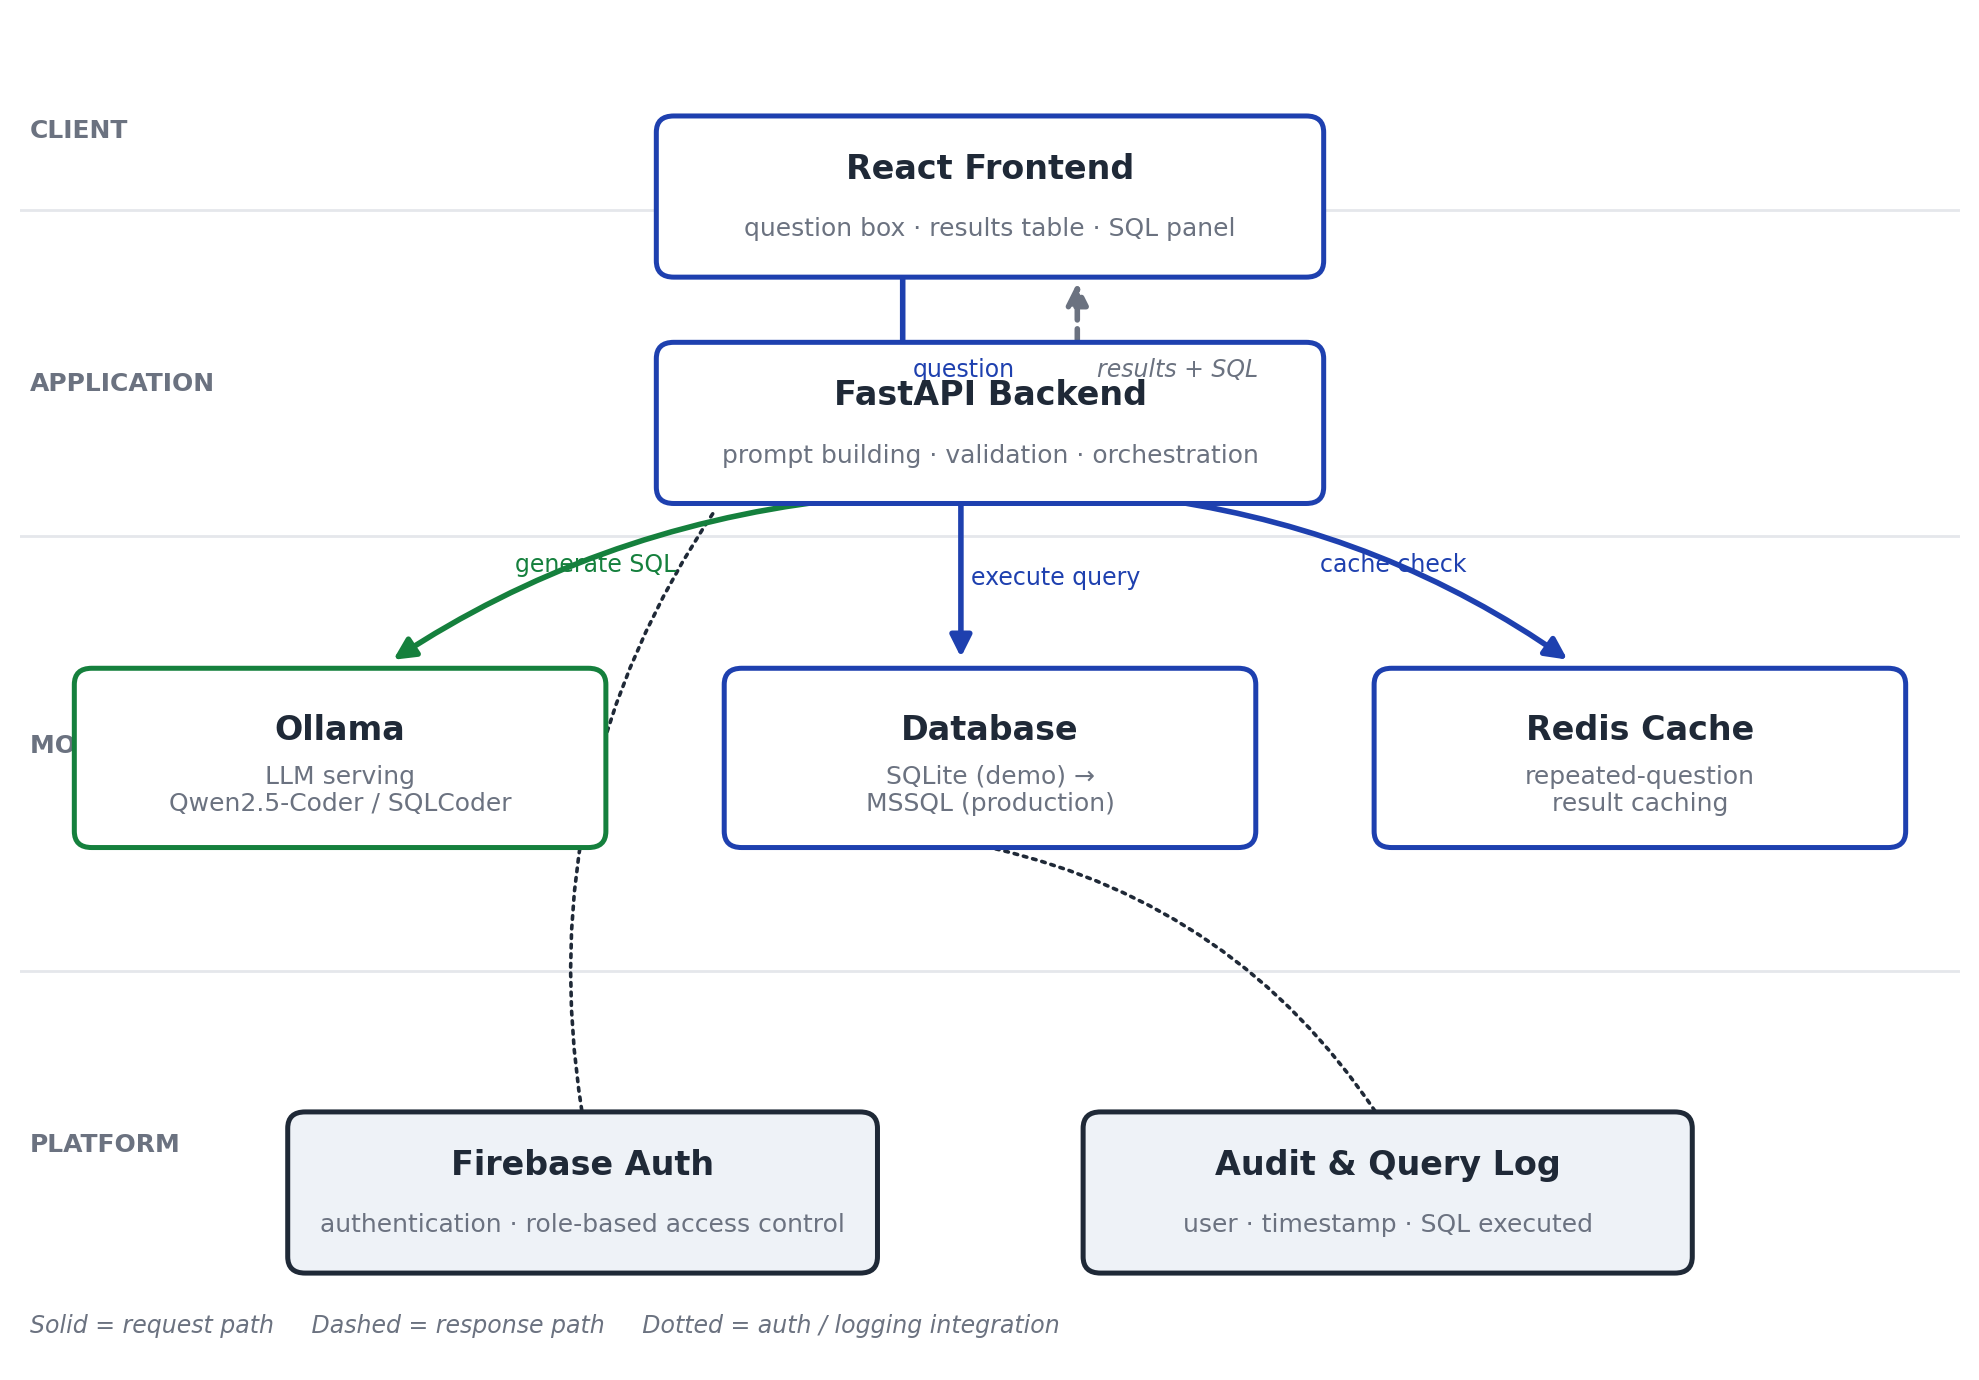 CLIENT
React Frontend
question box · results table · SQL panel
APPLICATION
question
results + SQL
FastAPI Backend
prompt building · validation · orchestration
generate SQL
execute query
cache check
MO
Ollama
LLM serving
Qwen2.5-Coder / SQLCoder
Database
SQLite (demo) →
MSSQL (production)
Redis Cache
repeated-question
result caching
PLATFORM
Firebase Auth
authentication · role-based access control
Audit & Query Log
user · timestamp · SQL executed
Solid = request path Dashed = response path Dotted = auth / logging integration